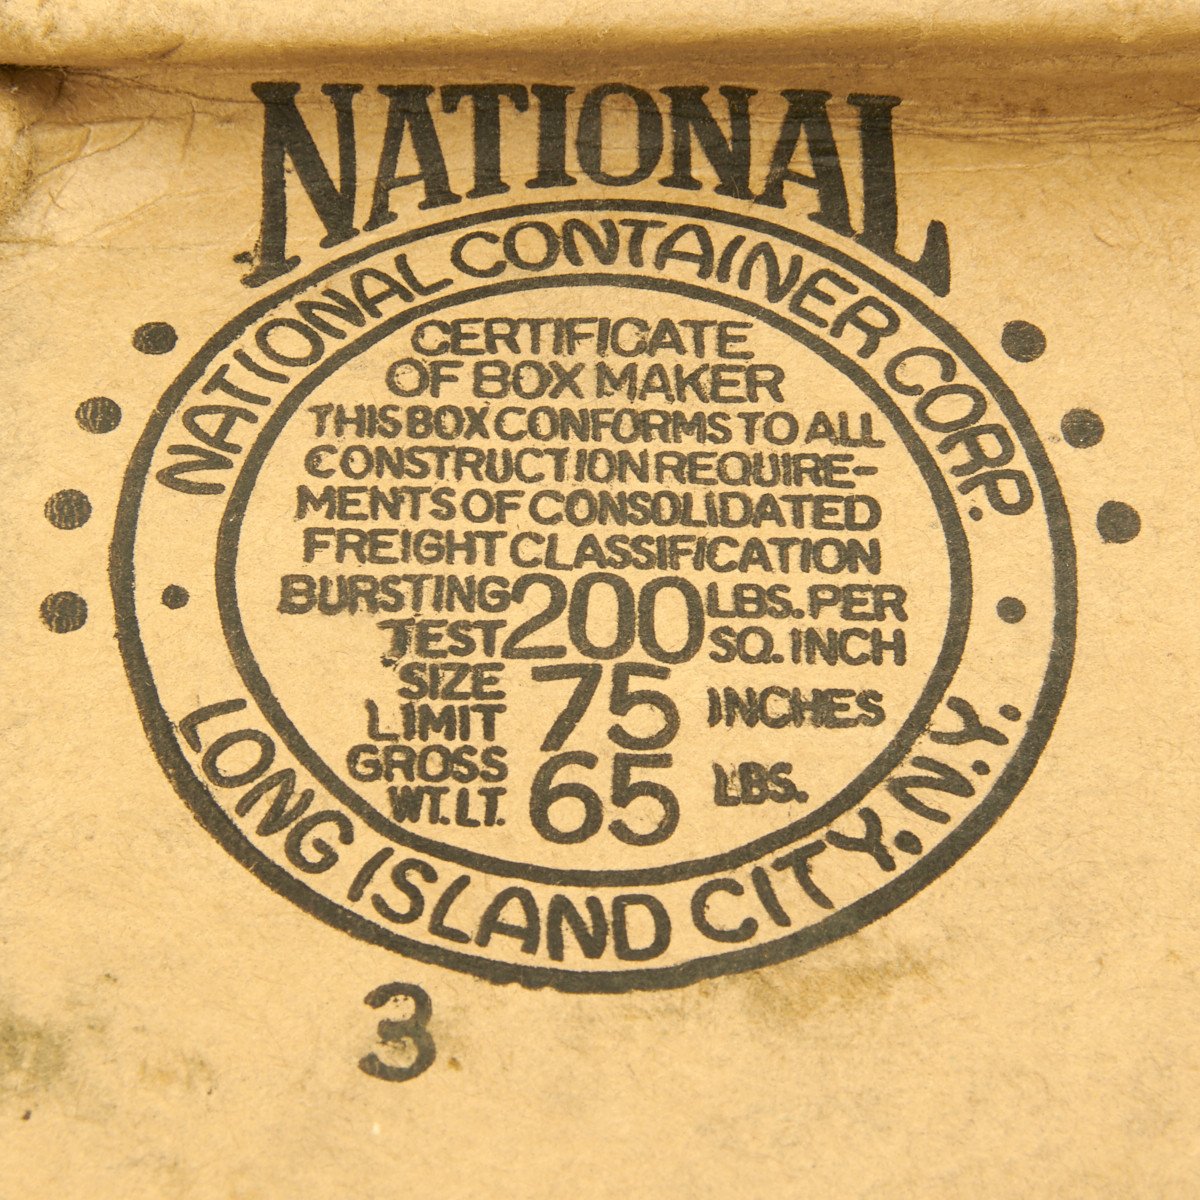 NATIONAL
NATIONAL CONTAINER CORP.
CERTIFICATE
OF BOX MAKER
THIS BOX CONFORMS TO ALL
CONSTRUCTION REQUIRE-
MENTS OF CONSOLIDATED
FREIGHT CLASSIFICATION
BURSTING TEST 200 LBS. PER SQ. INCH
SIZE LIMIT 75 INCHES
GROSS WT. LT. 65 LBS.
LONG ISLAND CITY, N.Y.
3